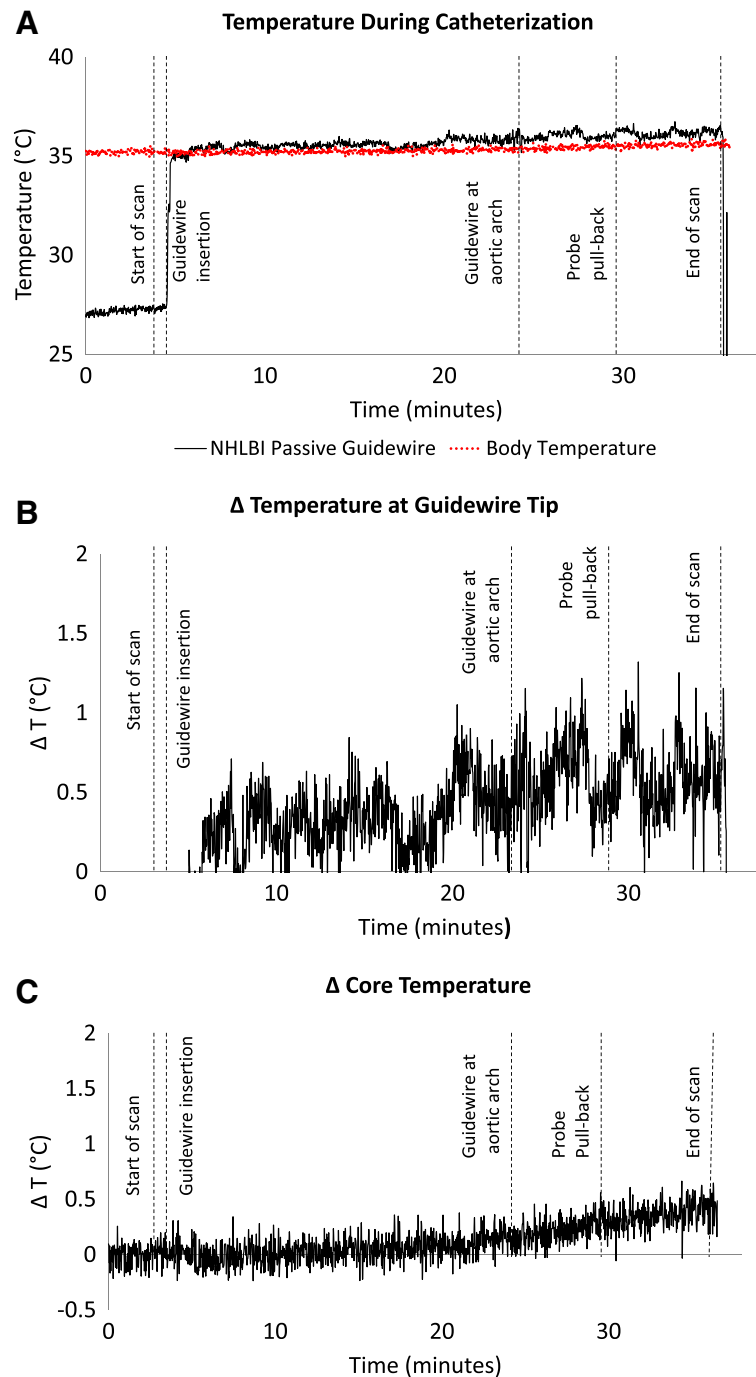 A
Temperature During Catheterization
40
35
30
25
Temperature (°C)
Start of scan
Guidewire
insertion
Guidewire at
aortic arch
Probe
pull-back
End of scan
0
10
20
30
Time (minutes)
NHLBI Passive Guidewire
Body Temperature
B
Δ Temperature at Guidewire Tip
2
1.5
1
0.5
0
Δ T (°C)
Start of scan
Guidewire insertion
Guidewire at
aortic arch
Probe
pull-back
End of scan
0
10
20
30
Time (minutes)
C
Δ Core Temperature
2
1.5
1
0.5
0
-0.5
Δ T (°C)
Start of scan
Guidewire insertion
Guidewire at
aortic arch
Probe
Pull-back
End of scan
0
10
20
30
Time (minutes)